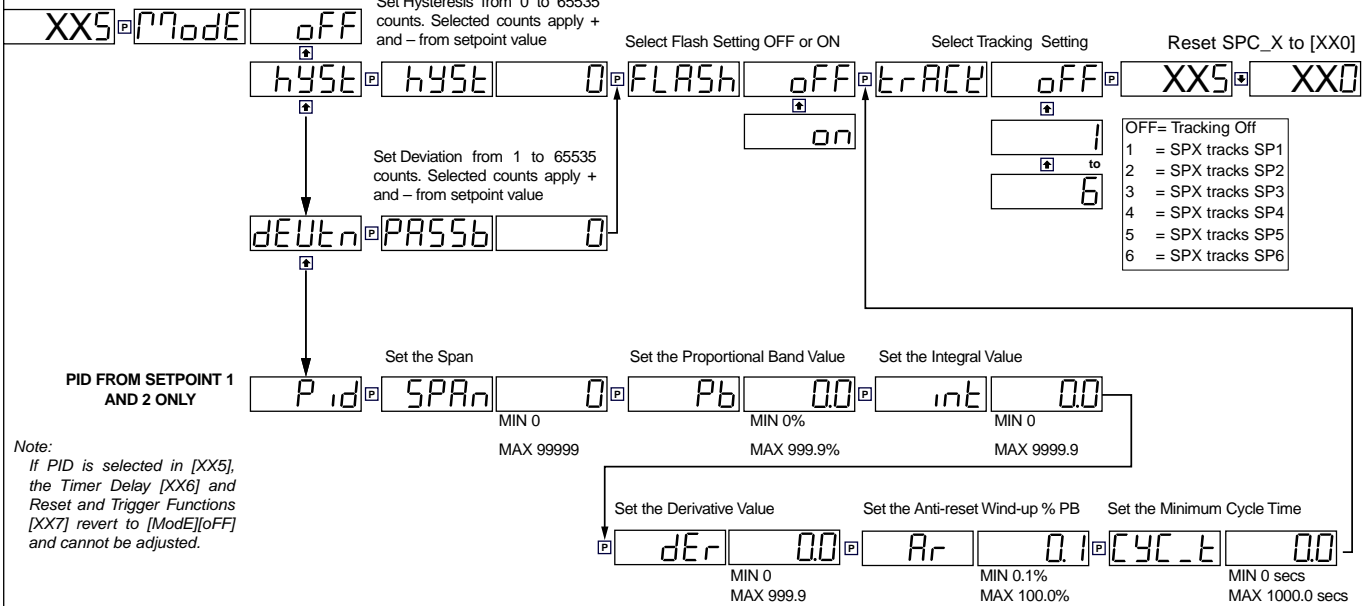 Set Hysteresis from 0 to 65535
counts. Selected counts apply +
and – from setpoint value
XX5 P ModE oFF
Select Flash Setting OFF or ON
Select Tracking Setting
Reset SPC_X to [XX0]
hYSt P hYSt 0 P FLASh oFF P trACK oFF P XX5 XX0
on
1
to
6
OFF= Tracking Off
1 = SPX tracks SP1
2 = SPX tracks SP2
3 = SPX tracks SP3
4 = SPX tracks SP4
5 = SPX tracks SP5
6 = SPX tracks SP6
Set Deviation from 1 to 65535
counts. Selected counts apply +
and – from setpoint value
dEVtn P PASSb 0
PID FROM SETPOINT 1
AND 2 ONLY
Set the Span
Set the Proportional Band Value
Set the Integral Value
P id P SPAn 0 P Pb 0.0 P int 0.0
MIN 0
MAX 99999
MIN 0%
MAX 999.9%
MIN 0
MAX 9999.9
Note:
If PID is selected in [XX5],
the Timer Delay [XX6] and
Reset and Trigger Functions
[XX7] revert to [ModE][oFF]
and cannot be adjusted.
Set the Derivative Value
Set the Anti-reset Wind-up % PB
Set the Minimum Cycle Time
P dEr 0.0 P Ar 0.1 P CYC_t 0.0
MIN 0
MAX 999.9
MIN 0.1%
MAX 100.0%
MIN 0 secs
MAX 1000.0 secs